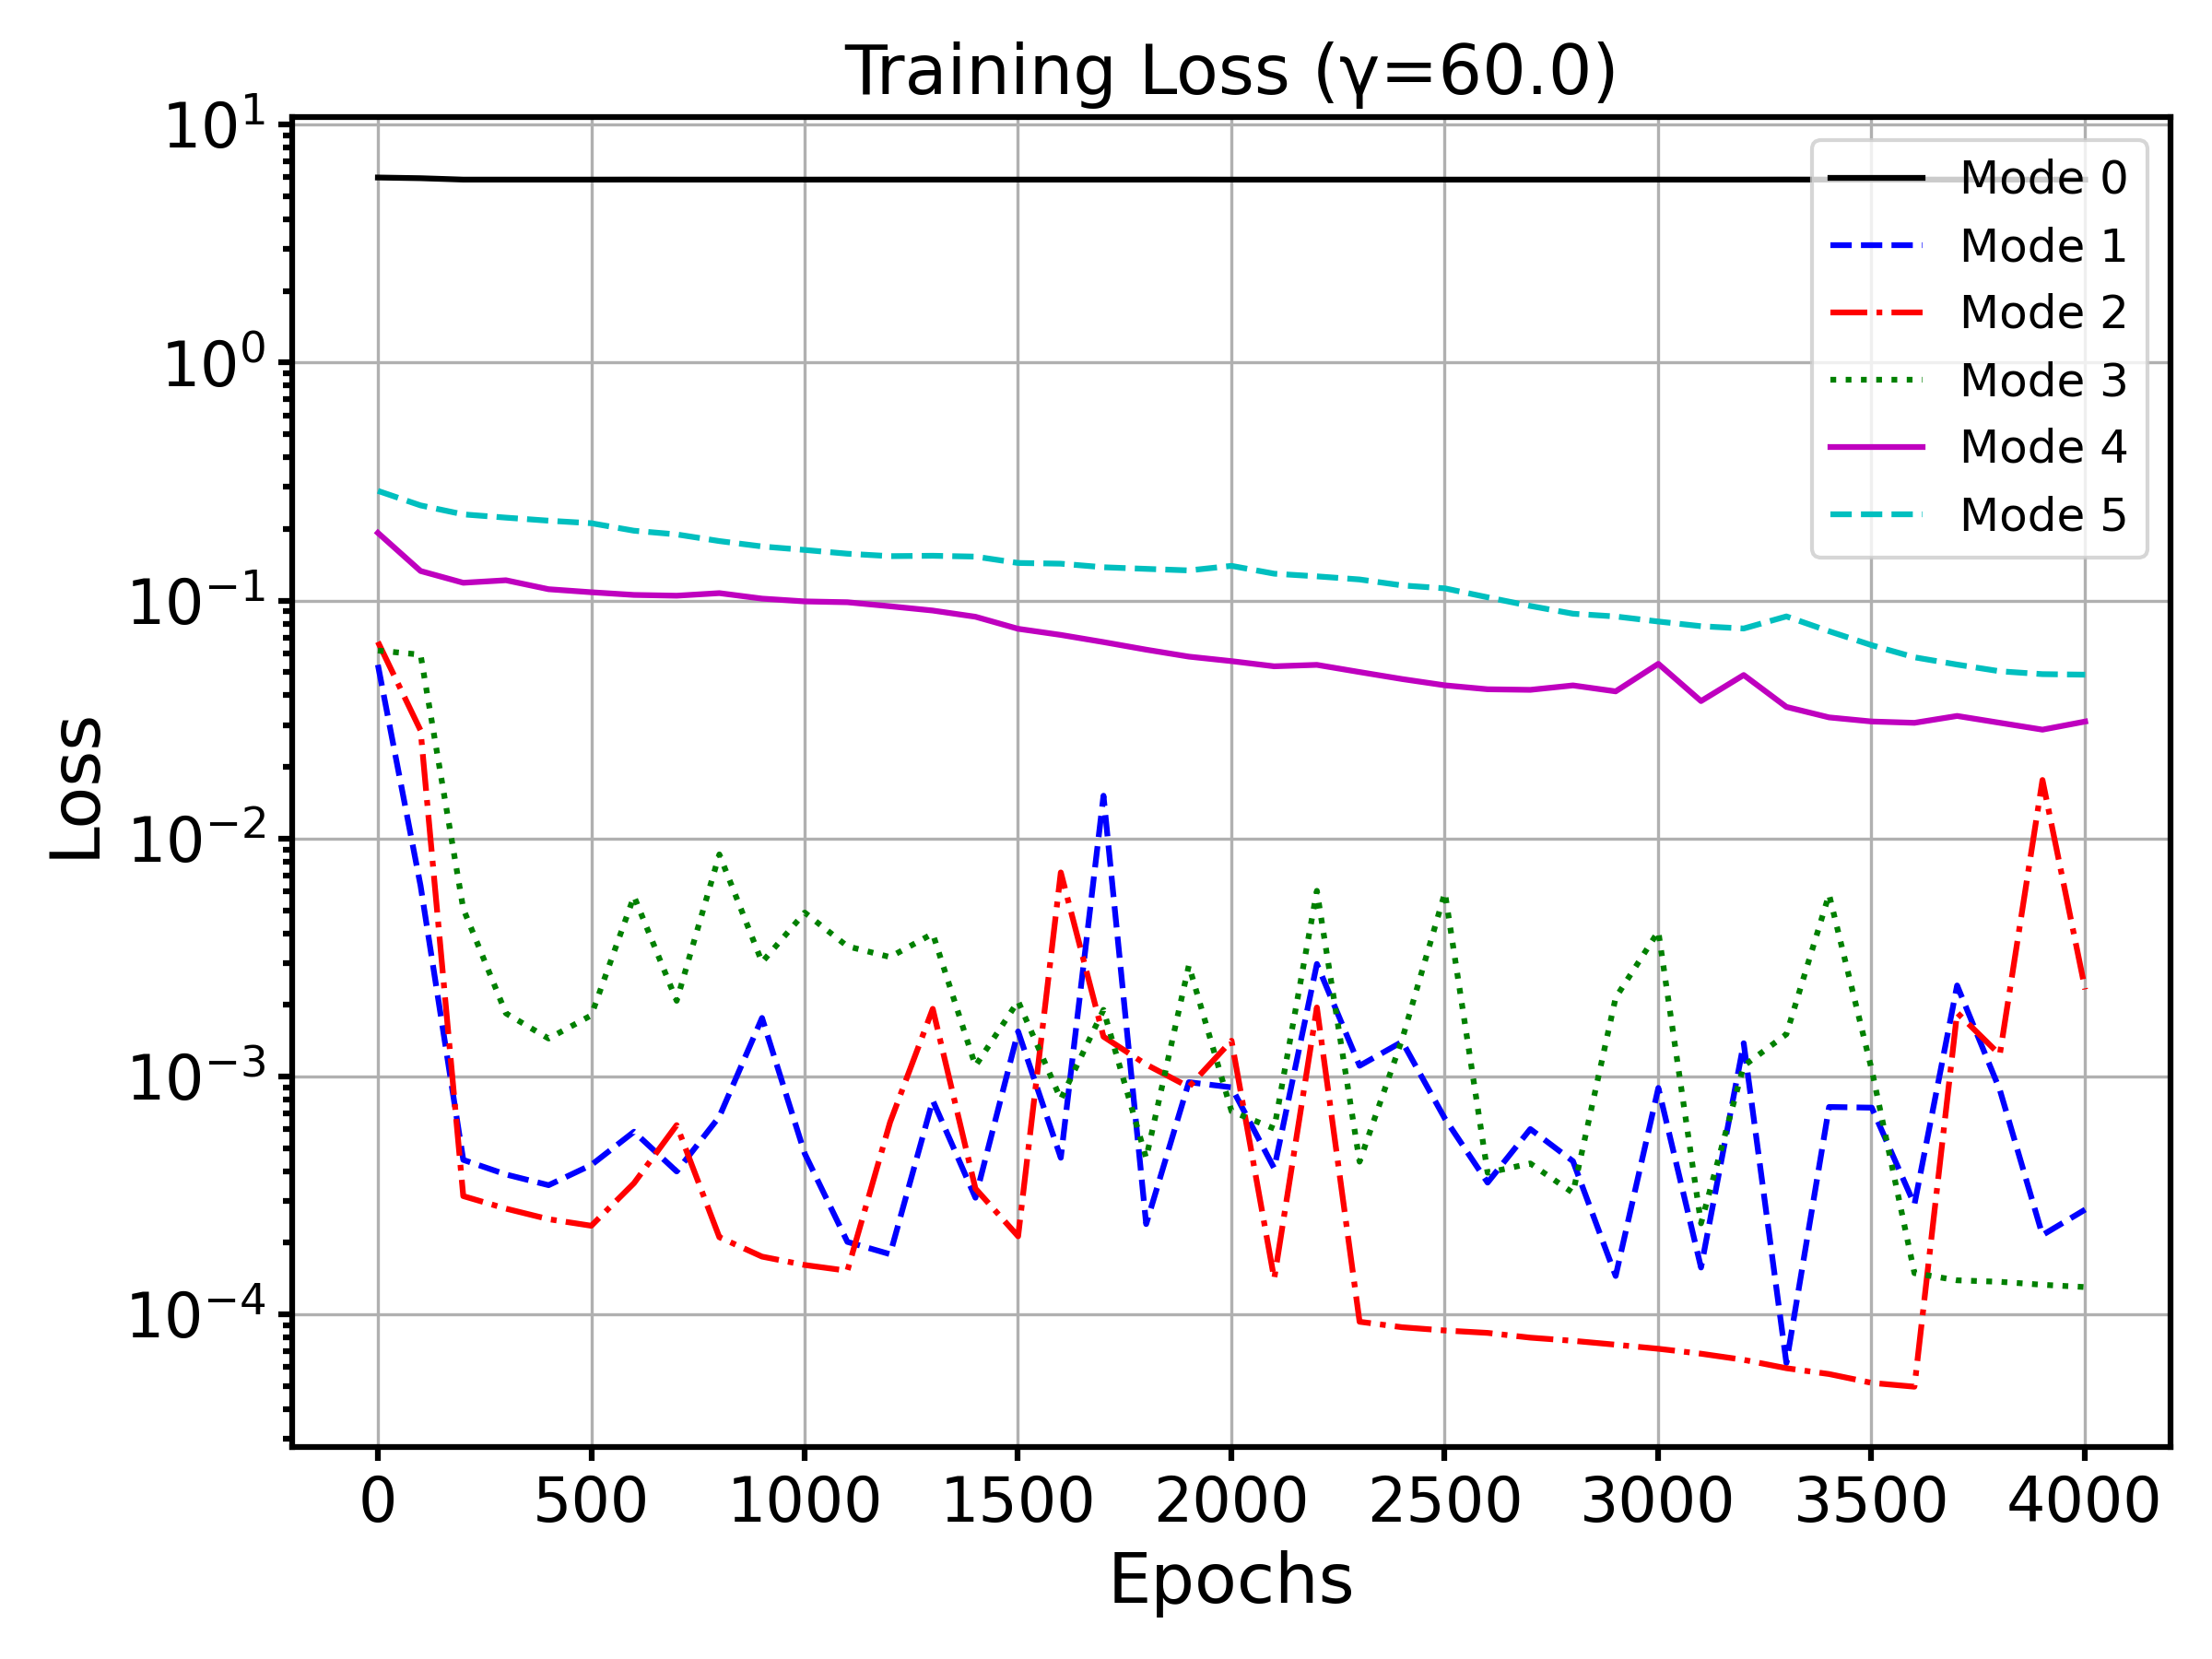 Training Loss (γ=60.0)
10¹
10⁰
10⁻¹
10⁻²
10⁻³
10⁻⁴
Loss
Mode 0
Mode 1
Mode 2
Mode 3
Mode 4
Mode 5
0 500 1000 1500 2000 2500 3000 3500 4000
Epochs